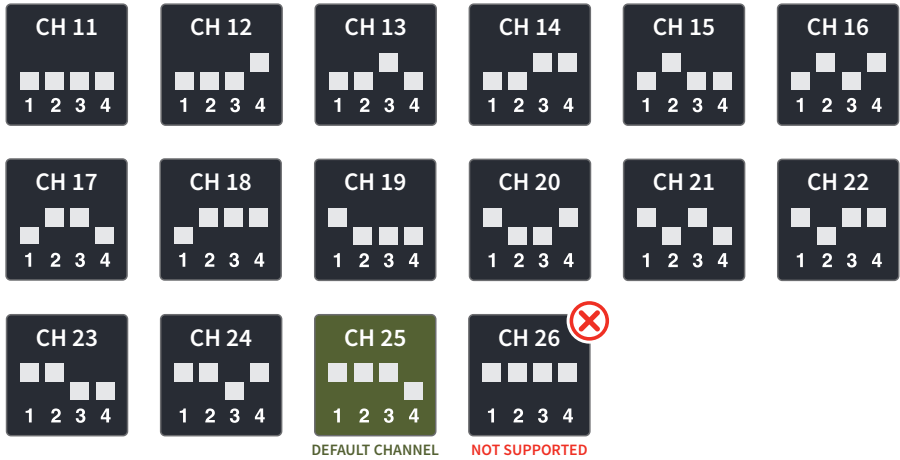 CH 11 CH 12 CH 13 CH 14 CH 15 CH 16
1 2 3 4 1 2 3 4 1 2 3 4 1 2 3 4 1 2 3 4 1 2 3 4
CH 17 CH 18 CH 19 CH 20 CH 21 CH 22
1 2 3 4 1 2 3 4 1 2 3 4 1 2 3 4 1 2 3 4 1 2 3 4
CH 23 CH 24 CH 25 CH 26
1 2 3 4 1 2 3 4 1 2 3 4 1 2 3 4
DEFAULT CHANNEL NOT SUPPORTED